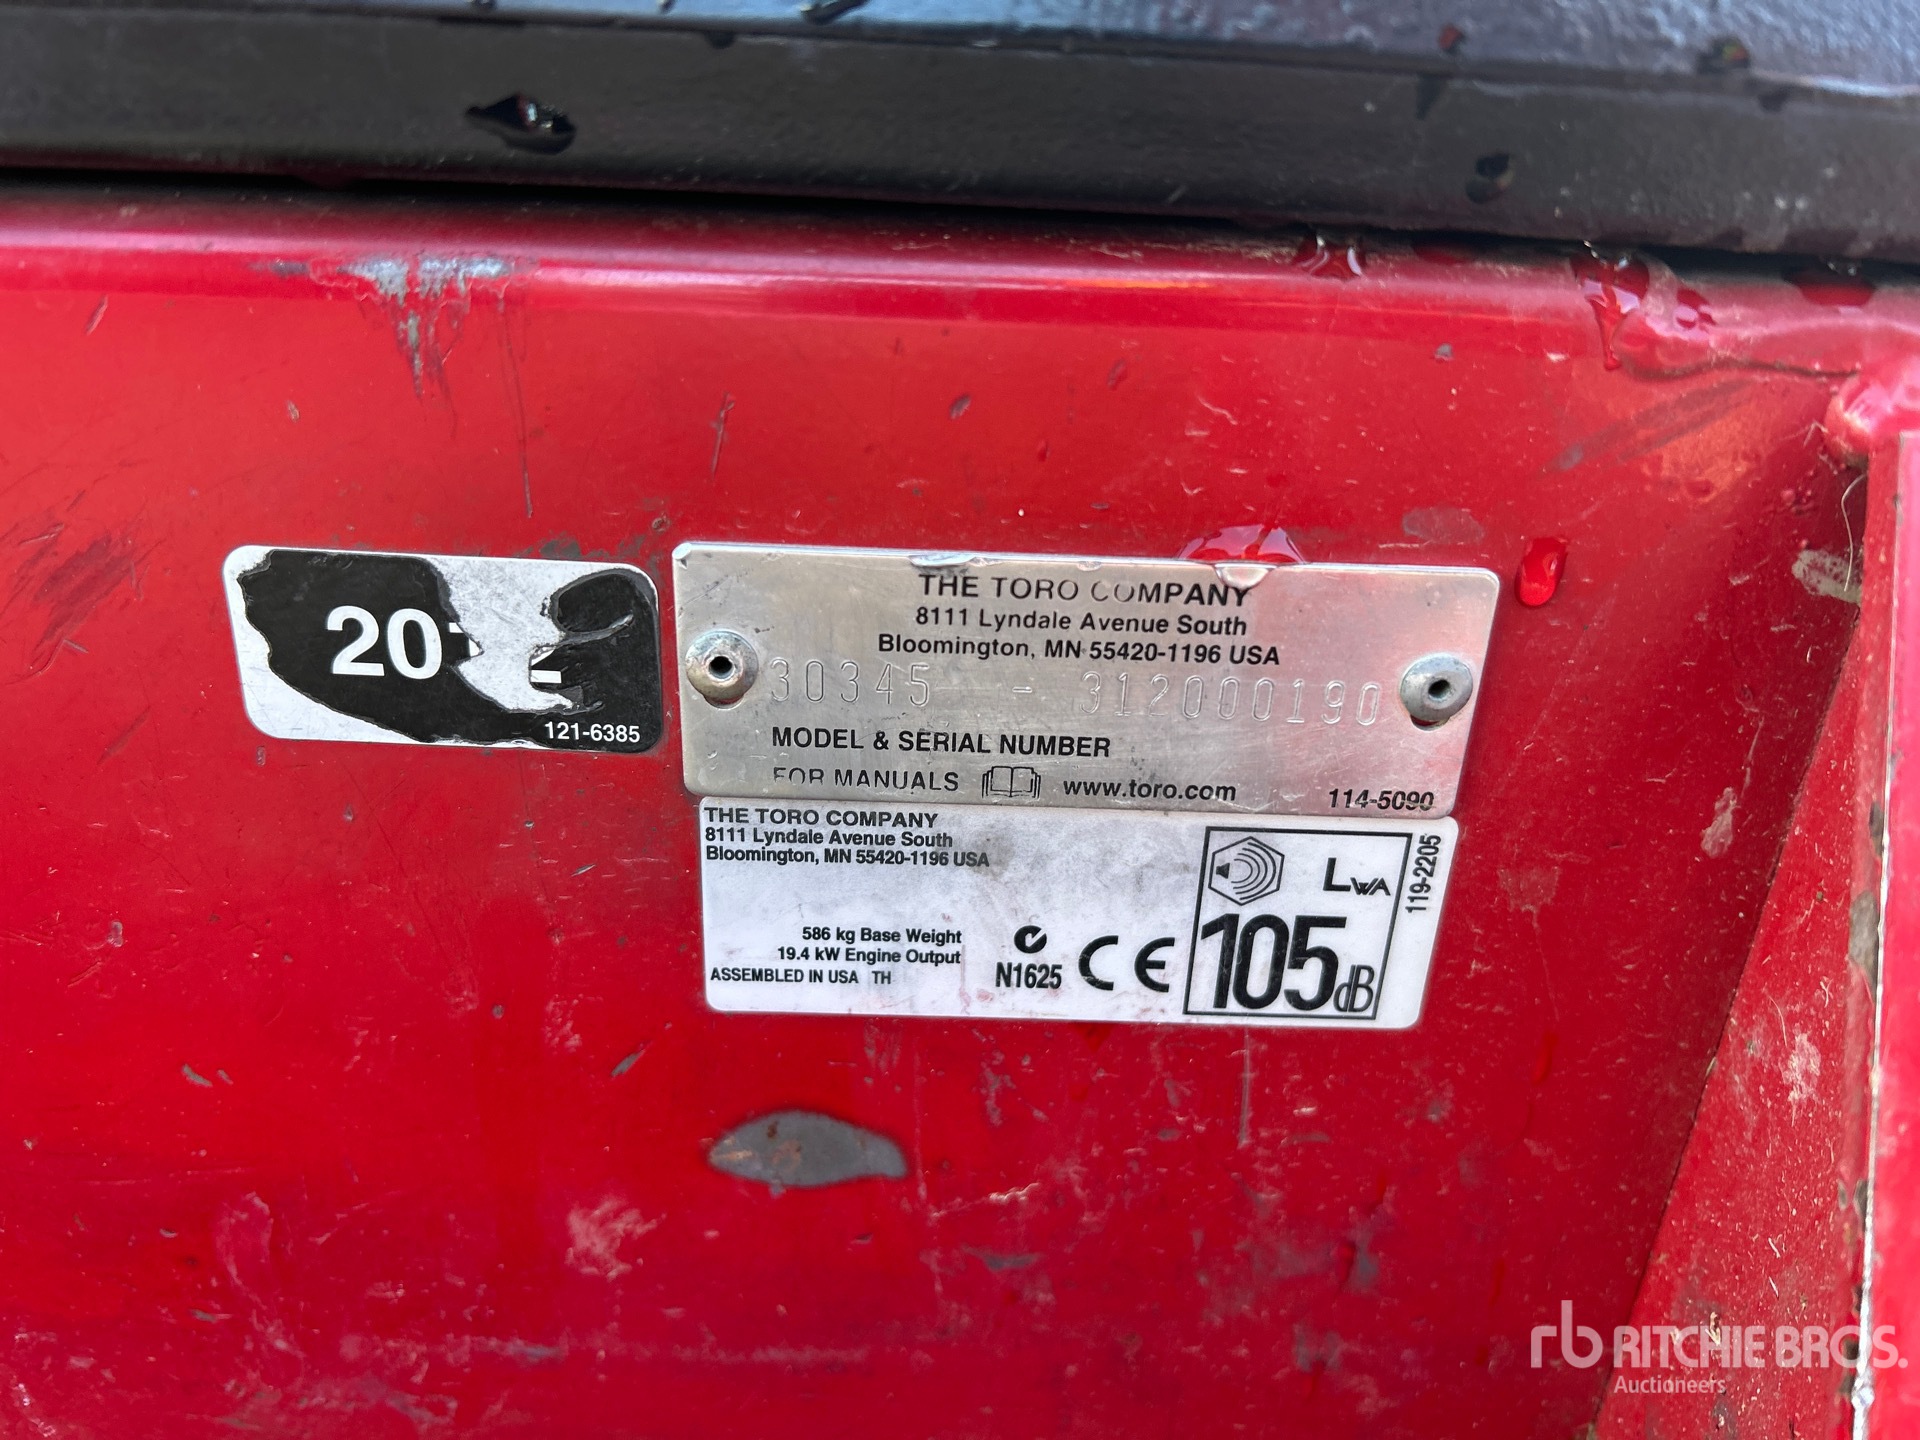 2012
121-6385
THE TORO COMPANY
8111 Lyndale Avenue South
Bloomington, MN 55420-1196 USA
30345 - 312000190
MODEL & SERIAL NUMBER
FOR MANUALS www.toro.com
114-5090
THE TORO COMPANY
8111 Lyndale Avenue South
Bloomington, MN 55420-1196 USA
586 kg Base Weight
19.4 kW Engine Output
ASSEMBLED IN USA TH
N1625
CE
LWA
105dB
119-2205
rb RITCHIE BROS.
Auctioneers